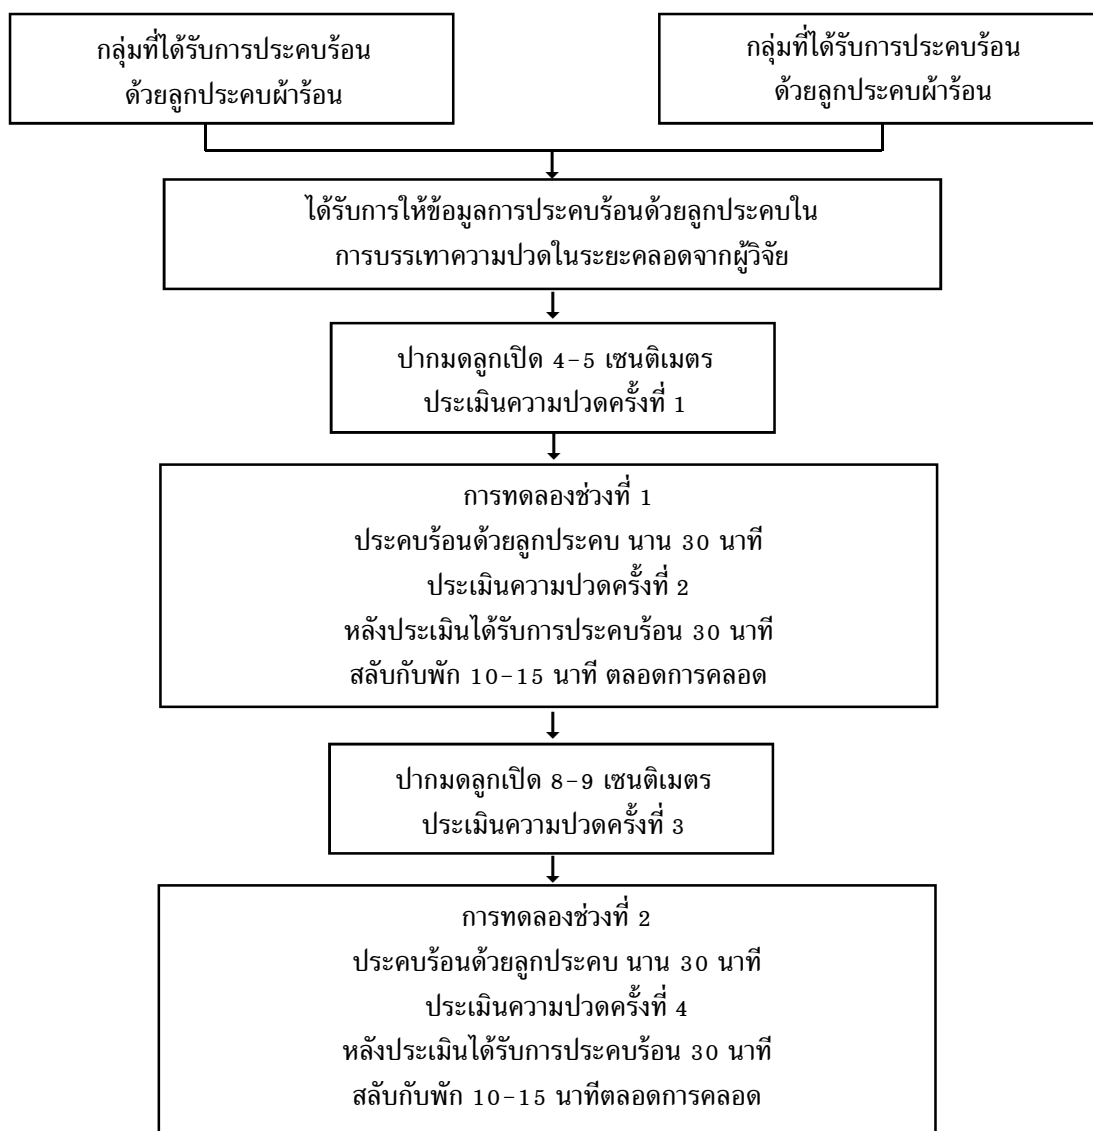 กลุ่มที่ได้รับการประคบร้อน
ด้วยลูกประคบผ้าร้อน
กลุ่มที่ได้รับการประคบร้อน
ด้วยลูกประคบผ้าร้อน
ได้รับการให้ข้อมูลการประคบร้อนด้วยลูกประคบใน
การบรรเทาความปวดในระยะคลอดจากผู้วิจัย
ปากมดลูกเปิด 4-5 เซนติเมตร
ประเมินความปวดครั้งที่ 1
การทดลองช่วงที่ 1
ประคบร้อนด้วยลูกประคบ นาน 30 นาที
ประเมินความปวดครั้งที่ 2
หลังประเมินได้รับการประคบร้อน 30 นาที
สลับกับพัก 10-15 นาที ตลอดการคลอด
ปากมดลูกเปิด 8-9 เซนติเมตร
ประเมินความปวดครั้งที่ 3
การทดลองช่วงที่ 2
ประคบร้อนด้วยลูกประคบ นาน 30 นาที
ประเมินความปวดครั้งที่ 4
หลังประเมินได้รับการประคบร้อน 30 นาที
สลับกับพัก 10-15 นาทีตลอดการคลอด